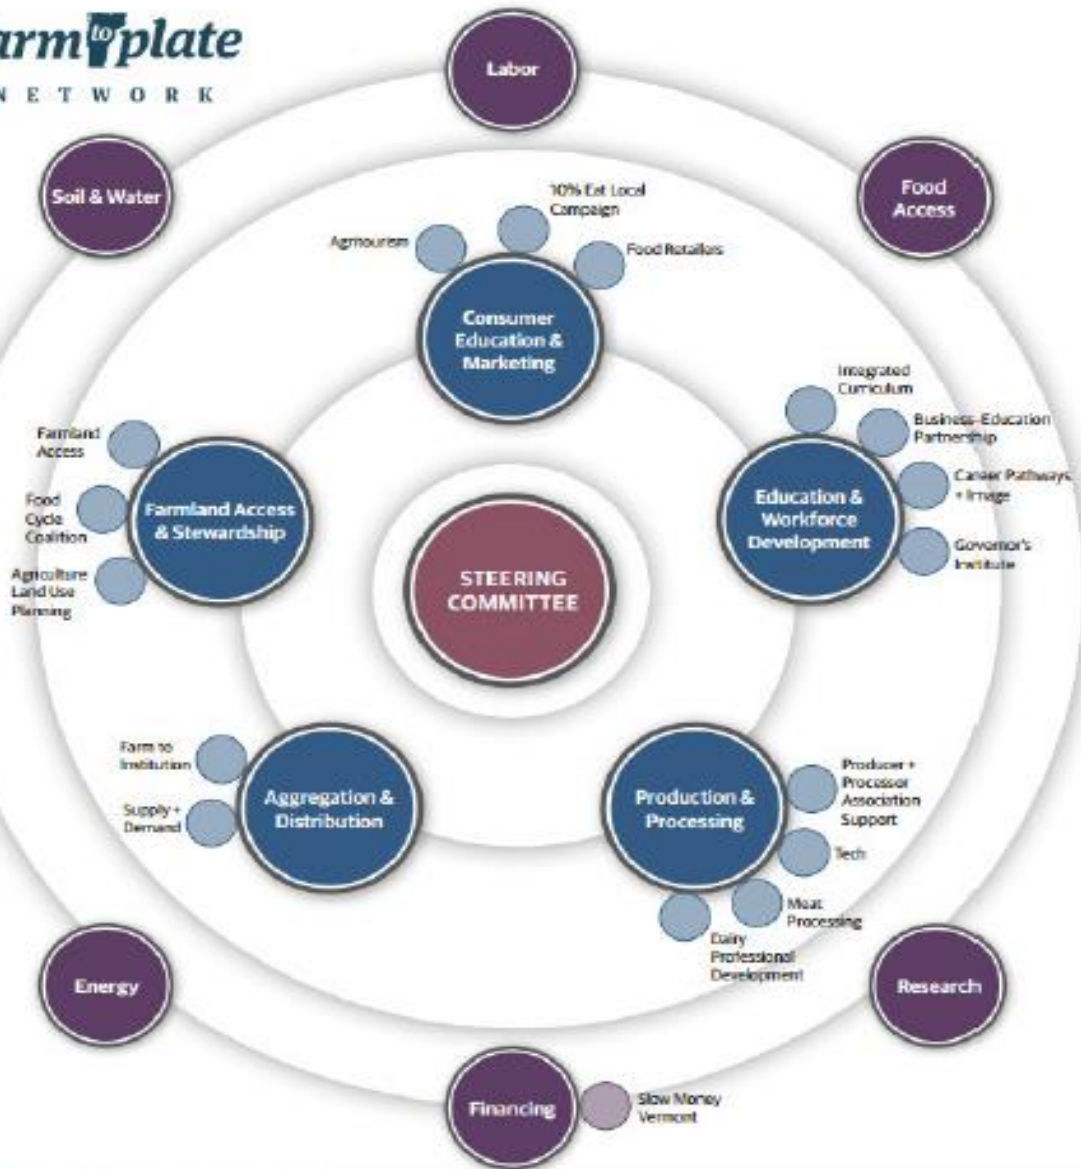 arm to plate
NETWORK
Labor
Soil & Water
Food
Access
10% Eat Local
Campaign
Agritourism
Food Retailers
Consumer
Education &
Marketing
Integrated
Curriculum
Business-Education
Partnership
Career Pathways
+ Image
Governor's
Institute
Education &
Workforce
Development
Farmland
Access
Food
Cycle
Coalition
Agriculture
Land Use
Planning
Farmland Access
& Stewardship
STEERING
COMMITTEE
Farm to
Institution
Supply +
Demand
Aggregation &
Distribution
Production &
Processing
Producer +
Processor
Association
Support
Tech
Meat
Processing
Dairy
Professional
Development
Energy
Research
Financing
Slow Money
Vermont